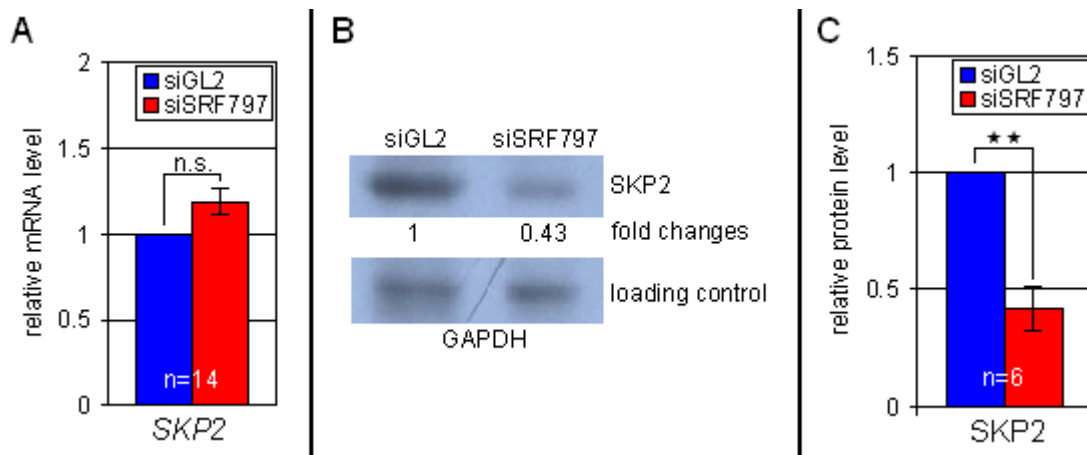 A
relative mRNA level
2
1.5
1
0.5
0
siGL2
siSRF797
n.s.
n=14
SKP2
B
siGL2 siSRF797
SKP2
1 0.43 fold changes
loading control
GAPDH
C
relative protein level
1.5
1
0.5
0
siGL2
siSRF797
★★
n=6
SKP2